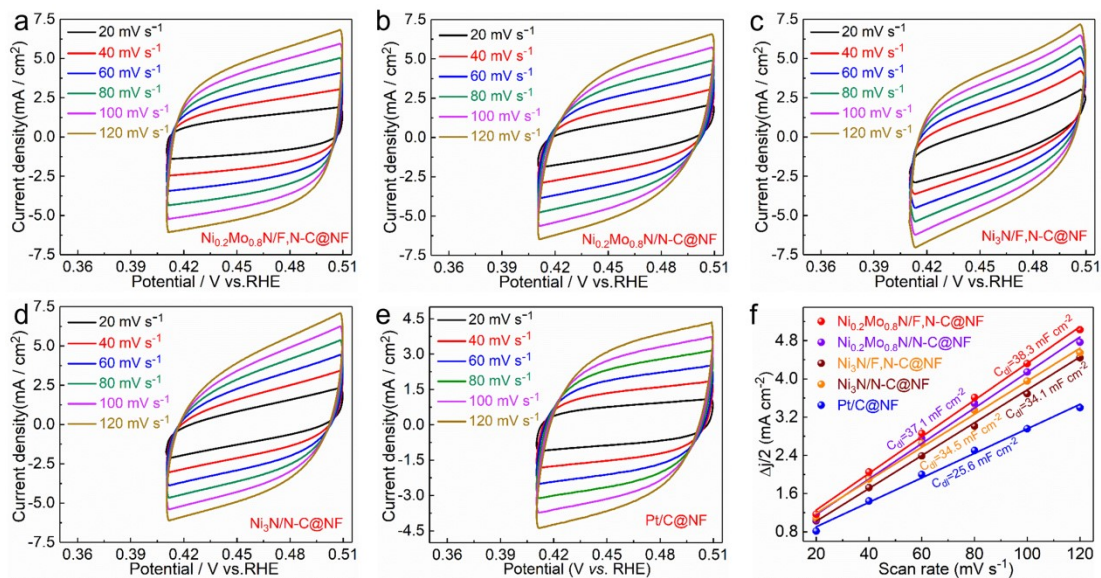 a
7.5
5.0
2.5
0.0
-2.5
-5.0
-7.5
Current density(mA / cm²)
20 mV s⁻¹
40 mV s⁻¹
60 mV s⁻¹
80 mV s⁻¹
100 mV s⁻¹
120 mV s⁻¹
Ni₀.₂Mo₀.₈N/F,N-C@NF
0.36 0.39 0.42 0.45 0.48 0.51
Potential / V vs.RHE
b
7.5
5.0
2.5
0.0
-2.5
-5.0
-7.5
Current density(mA / cm²)
20 mV s⁻¹
40 mV s⁻¹
60 mV s⁻¹
80 mV s⁻¹
100 mV s⁻¹
120 mV s⁻¹
Ni₀.₂Mo₀.₈N/N-C@NF
0.36 0.39 0.42 0.45 0.48 0.51
Potential / V vs.RHE
c
7.5
5.0
2.5
0.0
-2.5
-5.0
-7.5
Current density(mA / cm²)
20 mV s⁻¹
40 mV s⁻¹
60 mV s⁻¹
80 mV s⁻¹
100 mV s⁻¹
120 mV s⁻¹
Ni₃N/F,N-C@NF
0.36 0.39 0.42 0.45 0.48 0.51
Potential / V vs.RHE
d
7.5
5.0
2.5
0.0
-2.5
-5.0
-7.5
Current density(mA / cm²)
20 mV s⁻¹
40 mV s⁻¹
60 mV s⁻¹
80 mV s⁻¹
100 mV s⁻¹
120 mV s⁻¹
Ni₃N/N-C@NF
0.36 0.39 0.42 0.45 0.48 0.51
Potential / V vs.RHE
e
4.5
3.0
1.5
0.0
-1.5
-3.0
-4.5
Current density(mA / cm²)
20 mV s⁻¹
40 mV s⁻¹
60 mV s⁻¹
80 mV s⁻¹
100 mV s⁻¹
120 mV s⁻¹
Pt/C@NF
0.36 0.39 0.42 0.45 0.48 0.51
Potential (V vs. RHE)
f
4.8
4.0
3.2
2.4
1.6
0.8
Δj/2 (mA cm⁻²)
Ni₀.₂Mo₀.₈N/F,N-C@NF
Ni₀.₂Mo₀.₈N/N-C@NF
Ni₃N/F,N-C@NF
Ni₃N/N-C@NF
Pt/C@NF
Cdl=38.3 mF cm⁻²
Cdl=37.1 mF cm⁻²
Cdl=34.1 mF cm⁻²
Cdl=34.5 mF cm⁻²
Cdl=25.6 mF cm⁻²
20 40 60 80 100 120
Scan rate (mV s⁻¹)